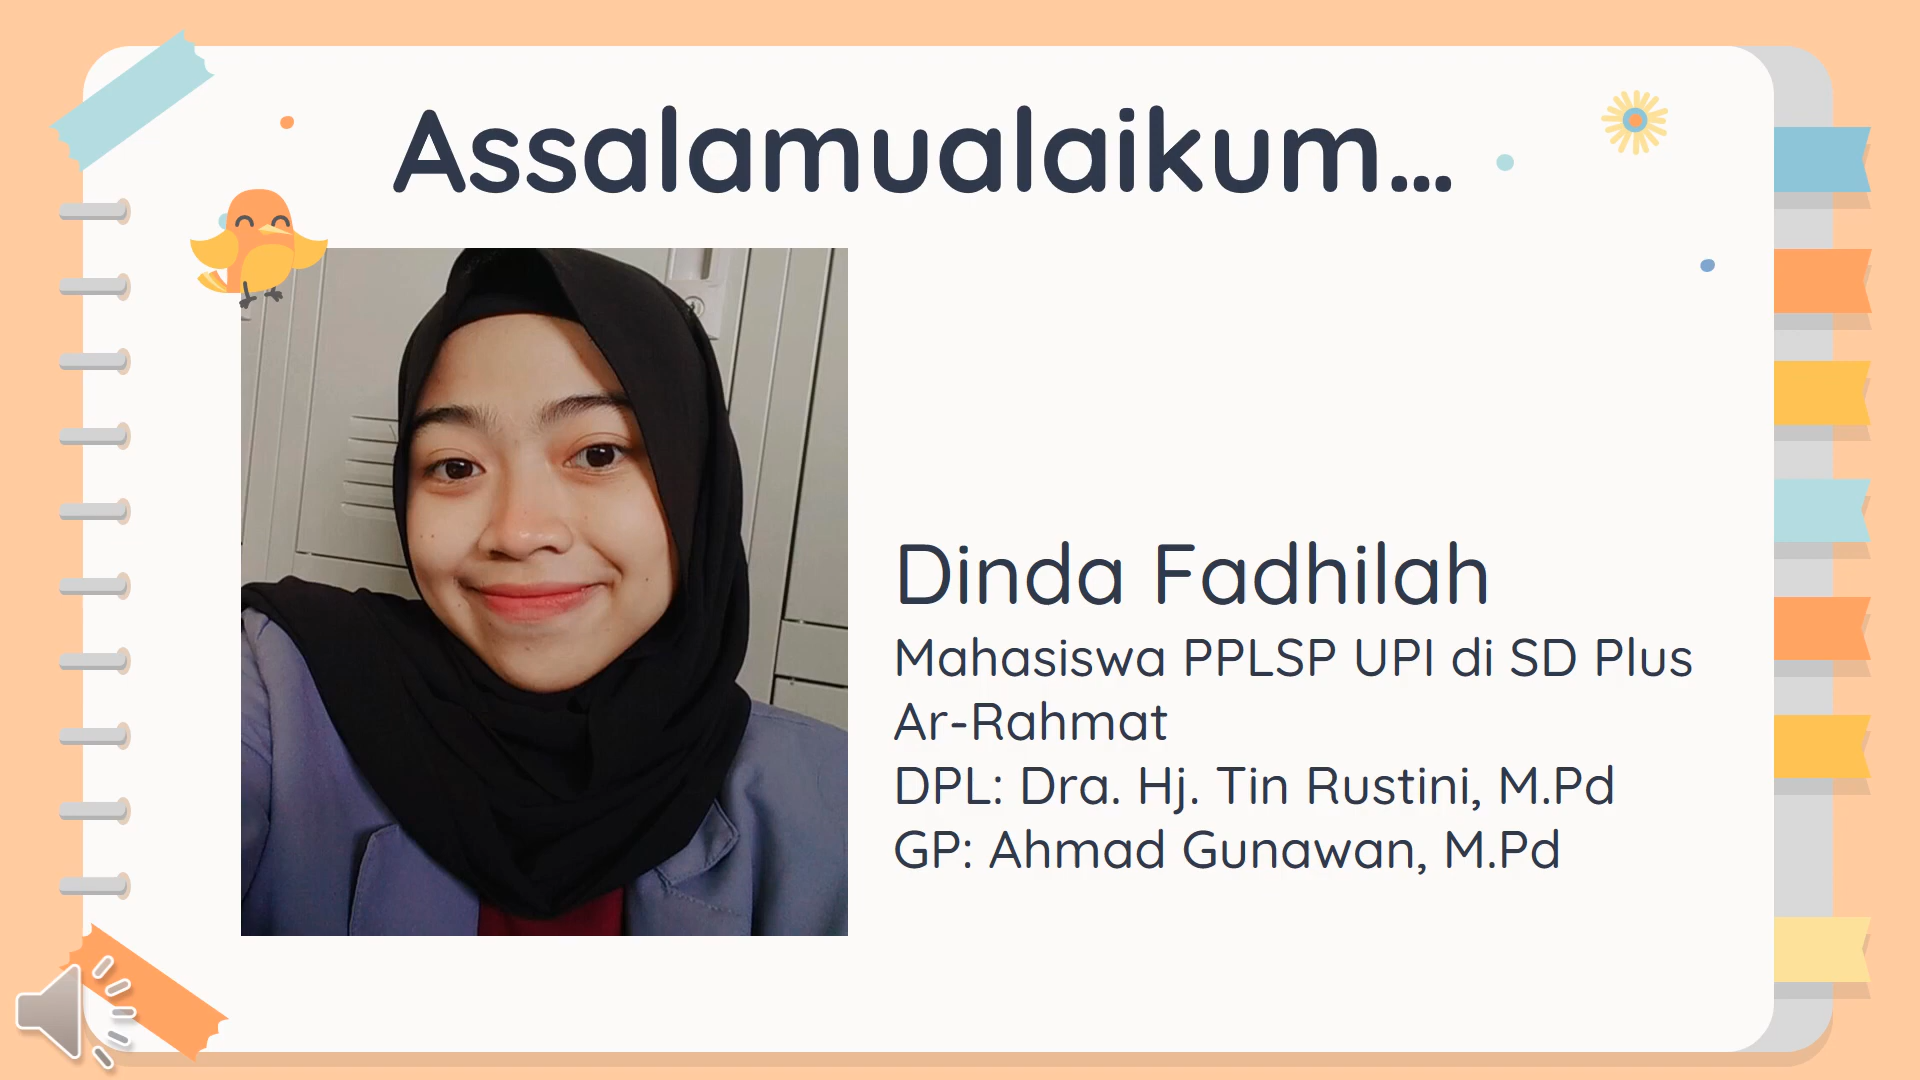 Assalamualaikum...
Dinda Fadhilah
Mahasiswa PPLSP UPI di SD Plus
Ar-Rahmat
DPL: Dra. Hj. Tin Rustini, M.Pd
GP: Ahmad Gunawan, M.Pd